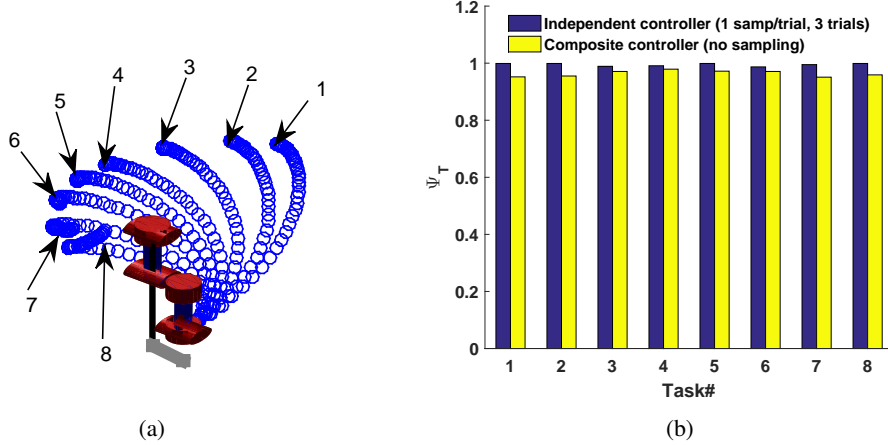 1
2
3
4
5
6
7
8
(a)
1.2
1
0.8
0.6
0.4
0.2
0
Ψ_T
Independent controller (1 samp/trial, 3 trials)
Composite controller (no sampling)
1 2 3 4 5 6 7 8
Task#
(b)